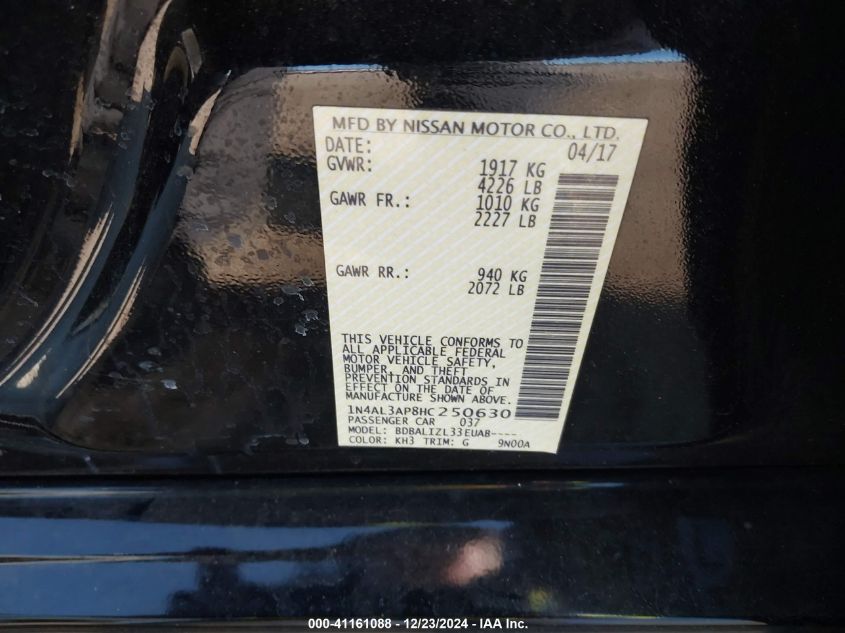 MFD BY NISSAN MOTOR CO., LTD.
DATE: 04/17
GVWR: 1917 KG
4226 LB
GAWR FR.: 1010 KG
2227 LB
GAWR RR.: 940 KG
2072 LB
THIS VEHICLE CONFORMS TO
ALL APPLICABLE FEDERAL
MOTOR VEHICLE SAFETY,
BUMPER, AND THEFT
PREVENTION STANDARDS IN
EFFECT ON THE DATE OF
MANUFACTURE SHOWN ABOVE.
1N4AL3AP8HC250630
PASSENGER CAR 037
MODEL: BDBALIZL33EUAB----
COLOR: KH3 TRIM: G 9N00A
000-41161088 - 12/23/2024 - IAA Inc.